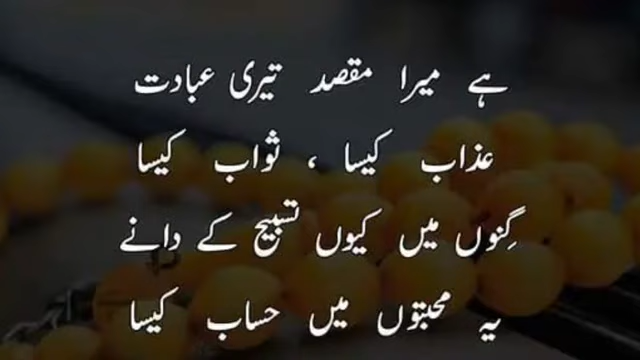 ہے میرا مقصد تیری عبادت
عذاب کیسا ، ثواب کیسا
گِنوں میں کیوں تسبیح کے دانے
یہ محبتوں میں حساب کیسا